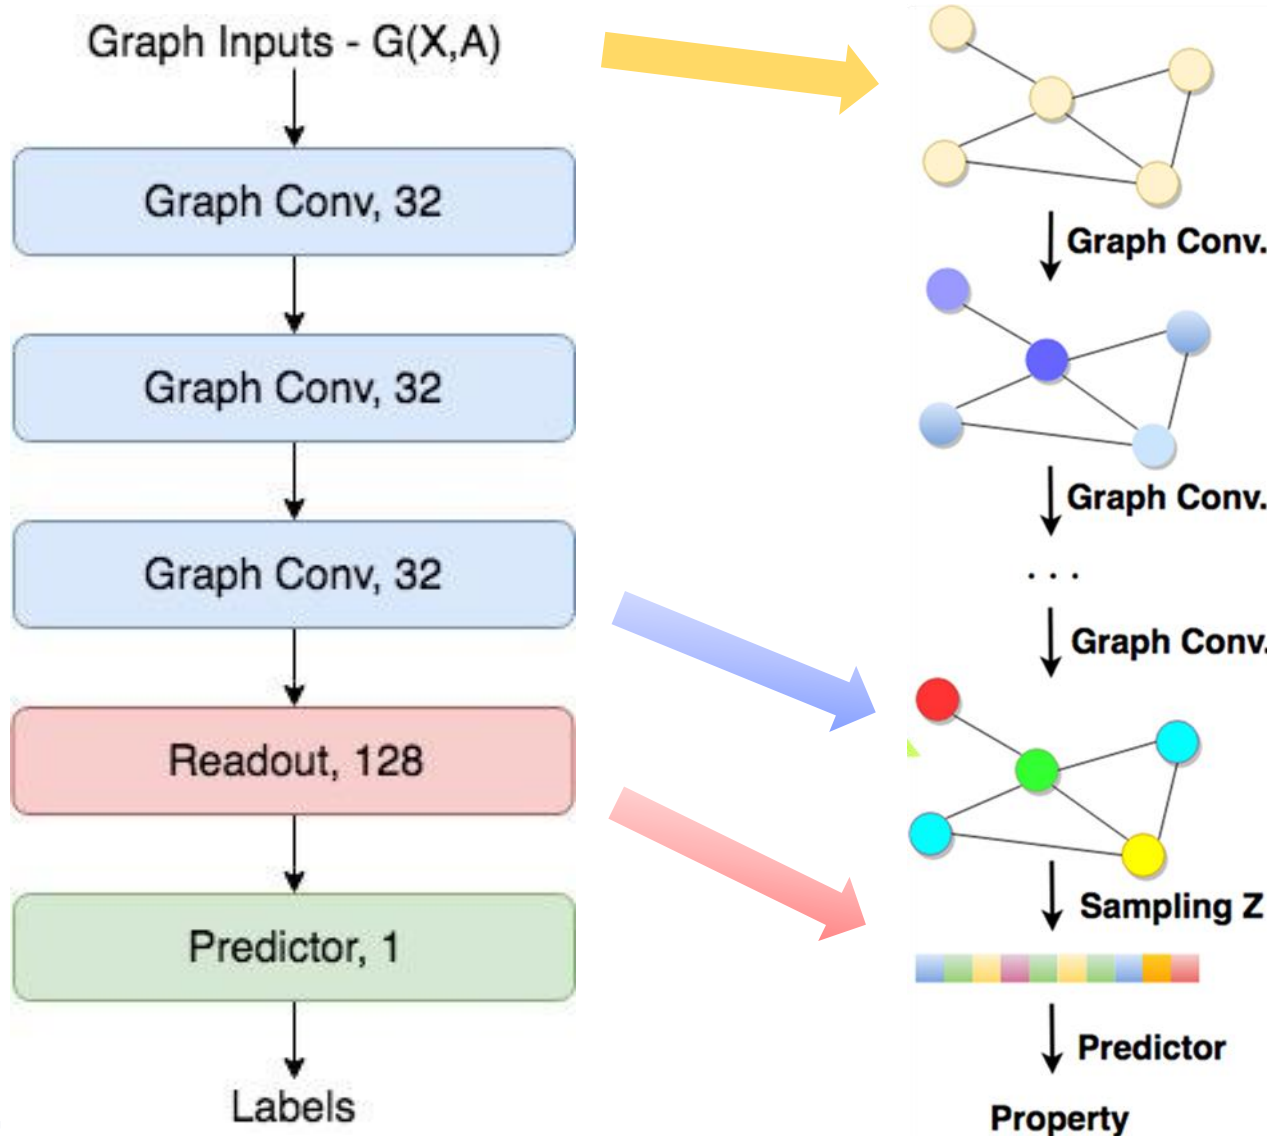 Graph Inputs - G(X,A)
Graph Conv, 32
Graph Conv, 32
Graph Conv, 32
Readout, 128
Predictor, 1
Labels
Graph Conv.
Graph Conv.
. . .
Graph Conv.
Sampling Z
Predictor
Property